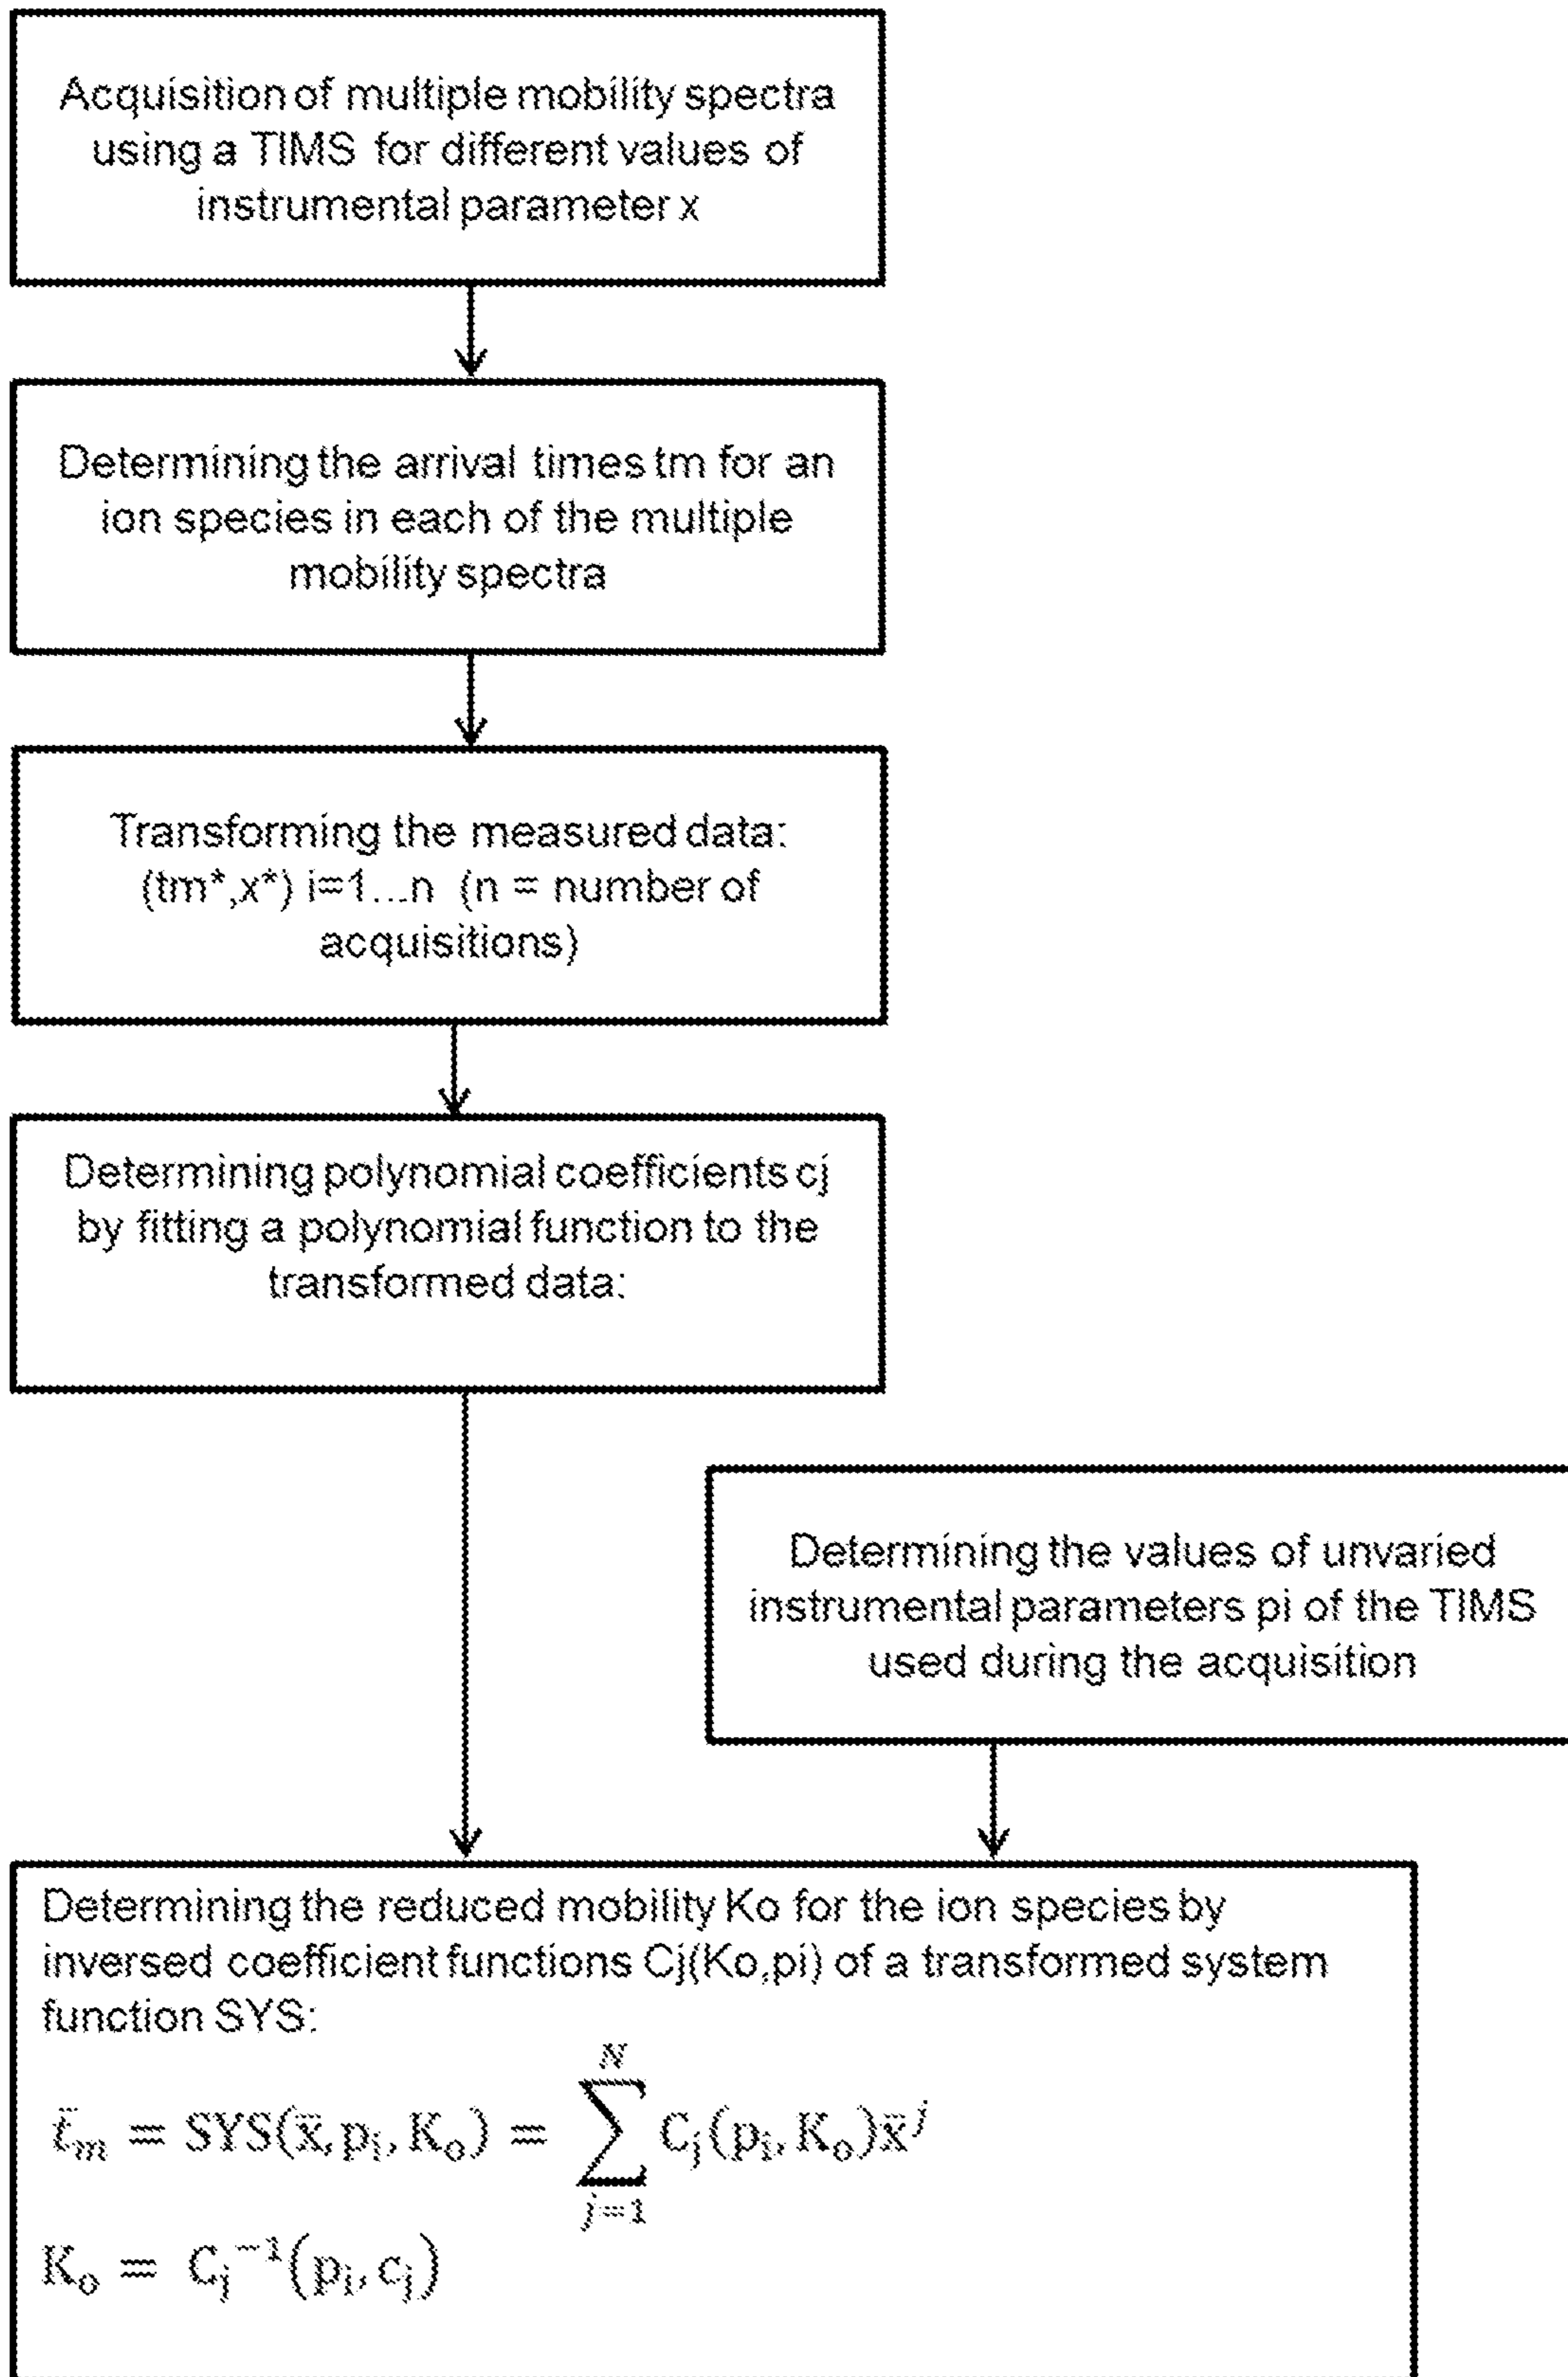 Acquisition of multiple mobility spectra
using a TIMS for different values of
instrumental parameter x
Determining the arrival times tm for an
ion species in each of the multiple
mobility spectra
Transforming the measured data:
(tm*,x*) i=1...n (n = number of
acquisitions)
Determining polynomial coefficients cj
by fitting a polynomial function to the
transformed data:
Determining the values of unvaried
instrumental parameters pi of the TIMS
used during the acquisition
Determining the reduced mobility Ko for the ion species by
inversed coefficient functions Cj(Ko,pi) of a transformed system
function SYS:
t̄ₘ = SYS(x̄, pᵢ, Kₒ) = ∑_{j=1}^{N} Cⱼ(pᵢ, Kₒ)x̄ʲ
Kₒ = Cⱼ⁻¹(pᵢ, cⱼ)